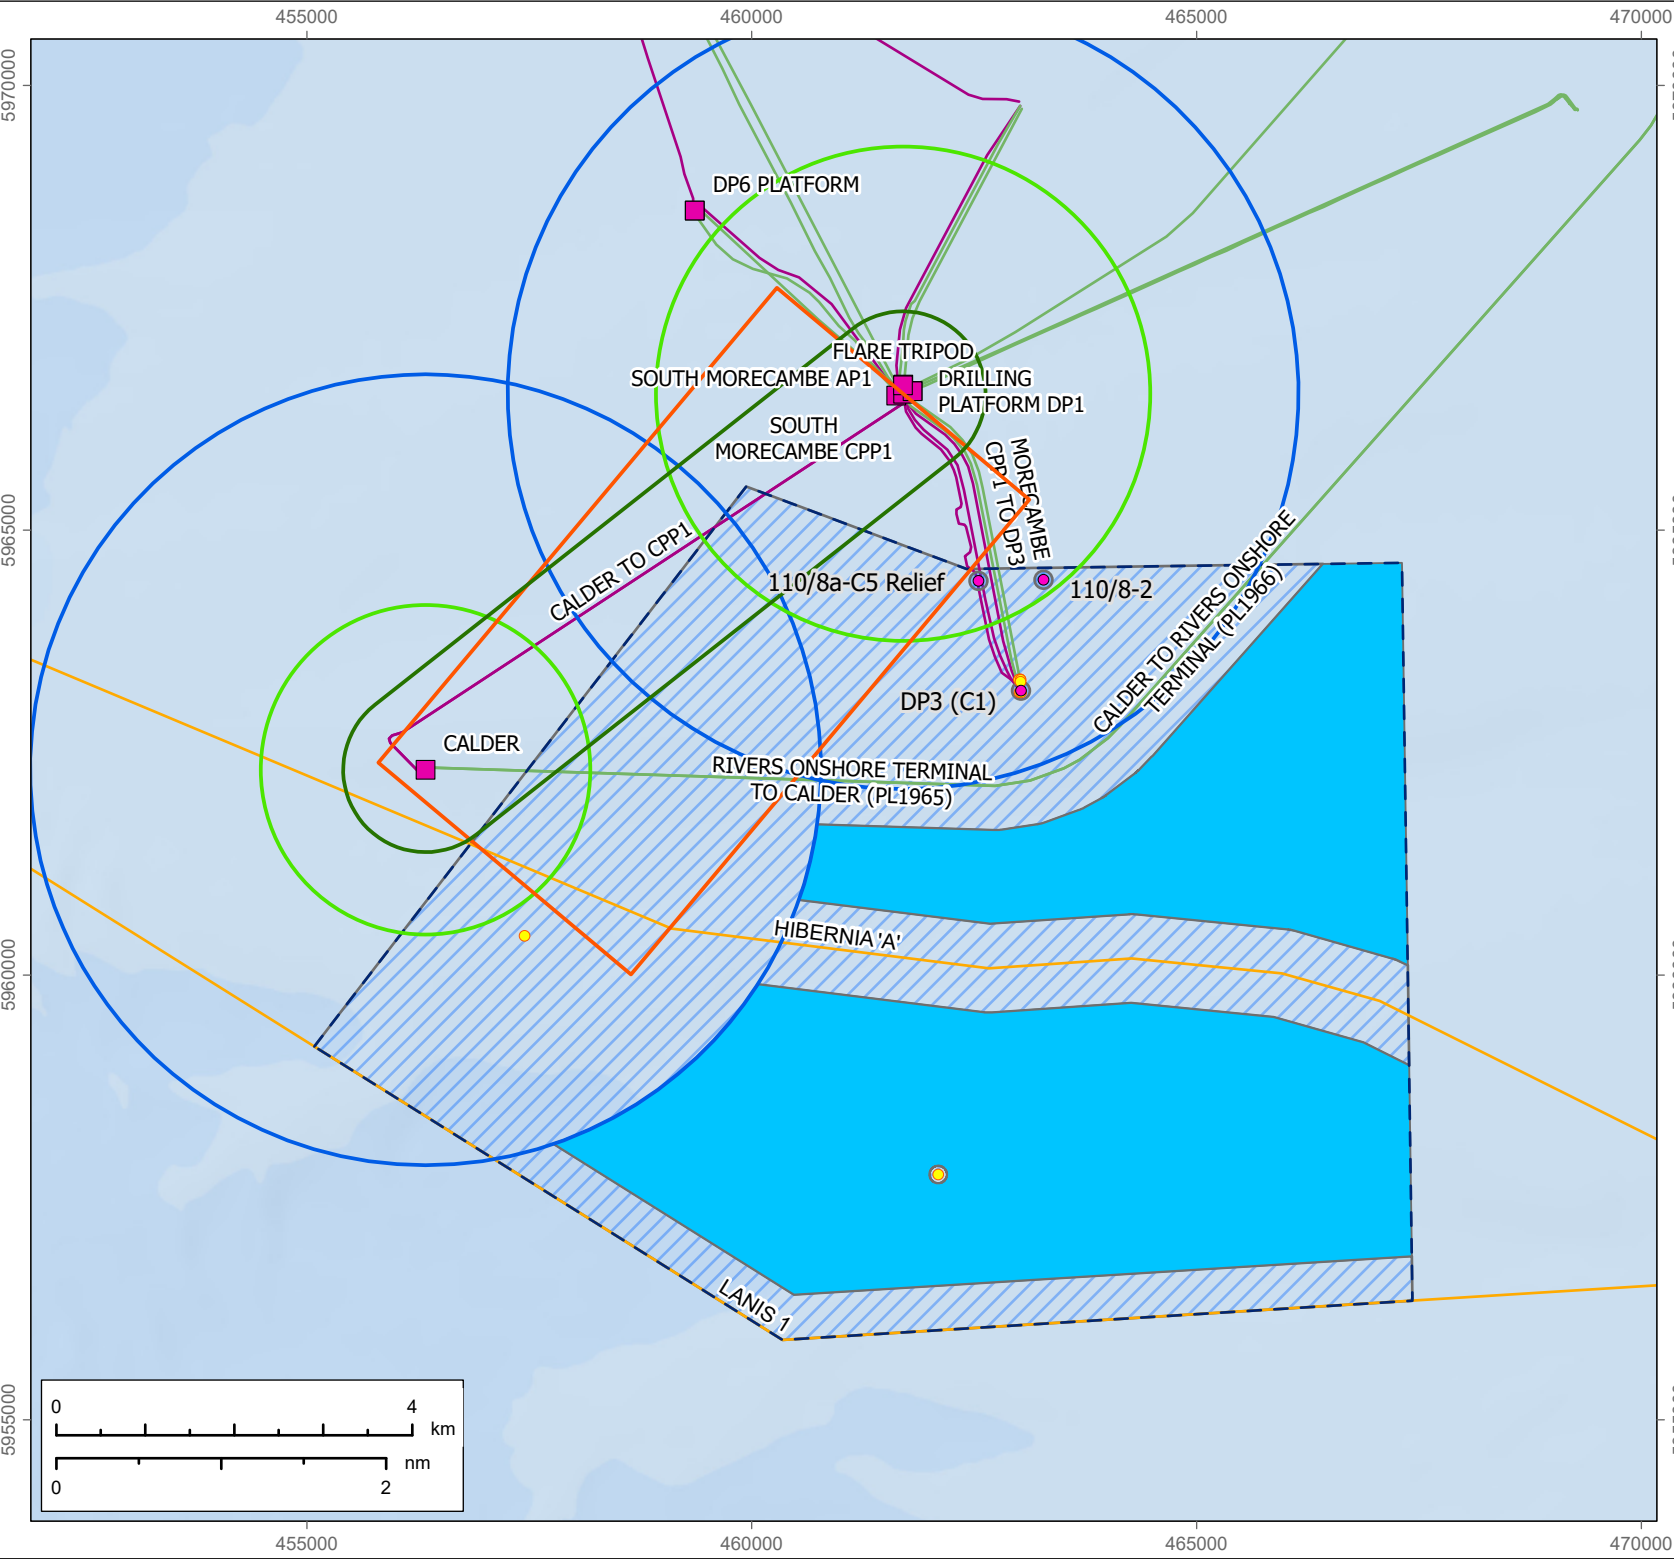 455000
460000
465000
470000
5970000
5965000
5960000
5955000
DP6 PLATFORM
FLARE TRIPOD
SOUTH MORECAMBE AP1
DRILLING
PLATFORM DP1
SOUTH
MORECAMBE CPP1
MORECAMBE
CPP1 TO DP3
CALDER TO CPP1
110/8a-C5 Relief
110/8-2
DP3 (C1)
CALDER TO RIVERS ONSHORE
TERMINAL (PL1966)
CALDER
RIVERS ONSHORE TERMINAL
TO CALDER (PL1965)
HIBERNIA 'A'
LANIS 1
0
4
km
nm
0
2
455000
460000
465000
470000